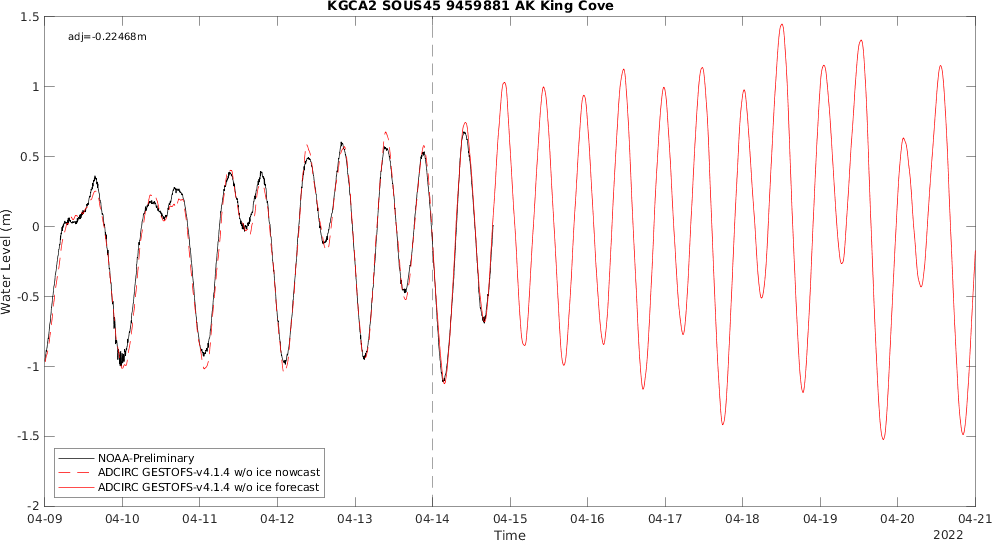 KGCA2 SOUS45 9459881 AK King Cove
adj=-0.22468m
1.5
1
0.5
0
-0.5
-1
-1.5
-2
Water Level (m)
NOAA-Preliminary
ADCIRC GESTOFS-v4.1.4 w/o ice nowcast
ADCIRC GESTOFS-v4.1.4 w/o ice forecast
04-09 04-10 04-11 04-12 04-13 04-14 04-15 04-16 04-17 04-18 04-19 04-20 04-21
Time
2022